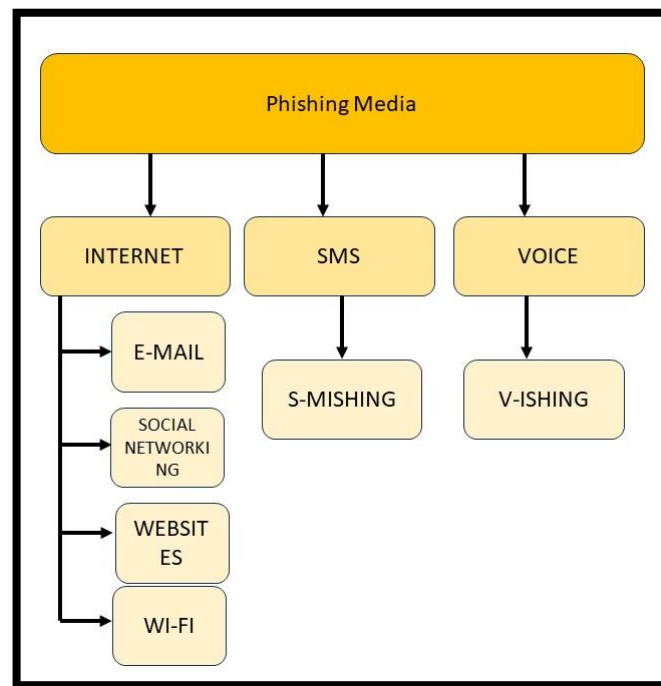 Phishing Media
INTERNET
SMS
VOICE
E-MAIL
S-MISHING
V-ISHING
SOCIAL
NETWORKI
NG
WEBSIT
ES
WI-FI